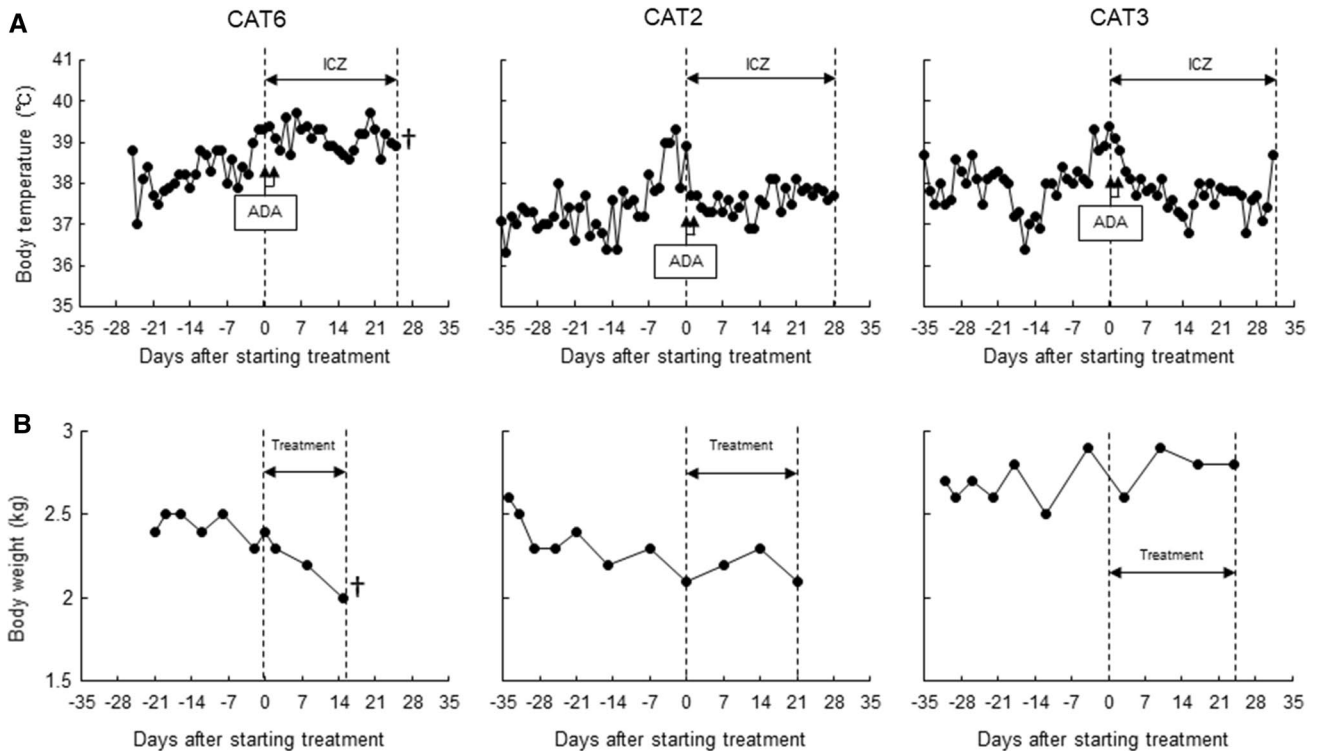 A
CAT6 CAT2 CAT3
Body temperature (℃)
41
40
39
38
37
36
35
ICZ ICZ ICZ
†
ADA ADA ADA
-35 -28 -21 -14 -7 0 7 14 21 28 35 -35 -28 -21 -14 -7 0 7 14 21 28 35 -35 -28 -21 -14 -7 0 7 14 21 28 35
Days after starting treatment Days after starting treatment Days after starting treatment
B
Body weight (kg)
3
2.5
2
1.5
Treatment Treatment Treatment
†
-35 -28 -21 -14 -7 0 7 14 21 28 35 -35 -28 -21 -14 -7 0 7 14 21 28 35 -35 -28 -21 -14 -7 0 7 14 21 28 35
Days after starting treatment Days after starting treatment Days after starting treatment